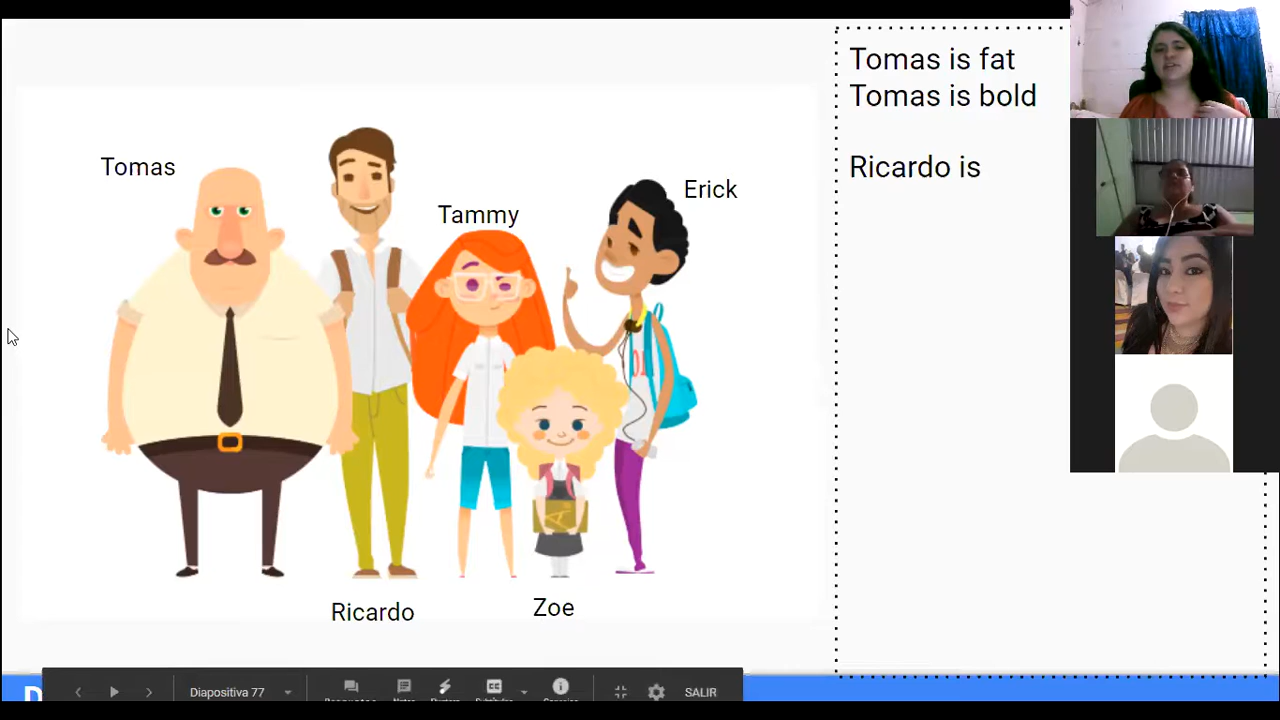 Tomas is fat
Tomas is bold
Ricardo is
Tomas
Tammy
Erick
Ricardo
Zoe
D
Diapositiva 77
SALIR